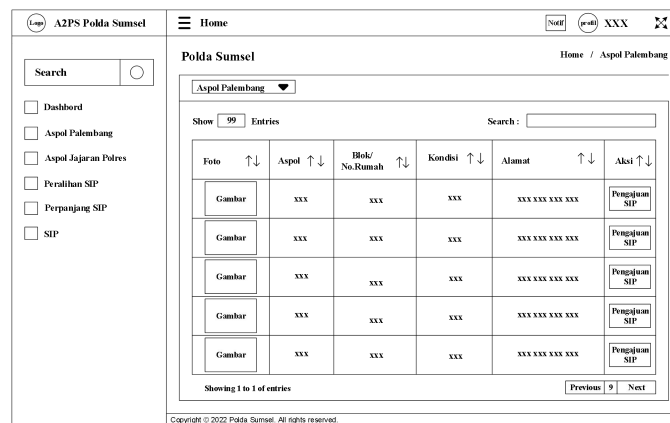 Logo A2PS Polda Sumsel
Home
Notif profil XXX
Polda Sumsel
Home / Aspol Palembang
Search
Dashbord
Aspol Palembang
Aspol Jajaran Polres
Peralihan SIP
Perpanjang SIP
SIP
Aspol Palembang
Show 99 Entries
Search :
Foto ↑↓ Aspol ↑↓ Blok/ No.Rumah ↑↓ Kondisi ↑↓ Alamat ↑↓ Aksi ↑↓
Gambar xxx xxx xxx xxx xxx xxx xxx Pengajuan SIP
Gambar xxx xxx xxx xxx xxx xxx xxx Pengajuan SIP
Gambar xxx xxx xxx xxx xxx xxx xxx Pengajuan SIP
Gambar xxx xxx xxx xxx xxx xxx xxx Pengajuan SIP
Gambar xxx xxx xxx xxx xxx xxx xxx Pengajuan SIP
Showing 1 to 1 of entries
Previous 9 Next
Copyright © 2022 Polda Sumsel. All rights reserved.